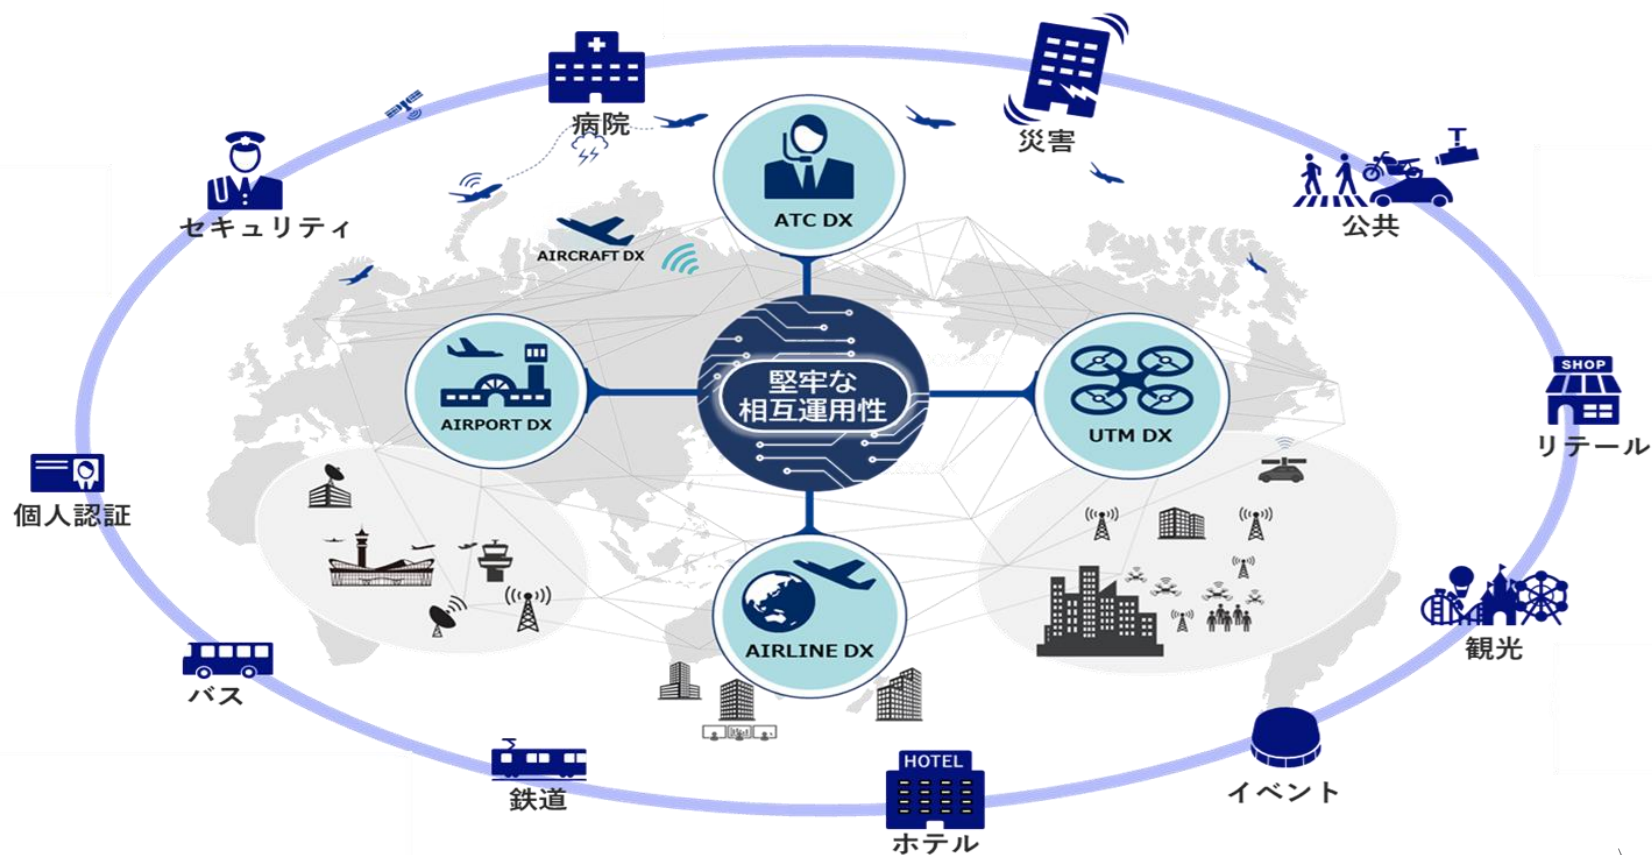 病院
災害
セキュリティ
公共
ATC DX
AIRCRAFT DX
堅牢な
相互運用性
AIRPORT DX
UTM DX
SHOP
リテール
個人認証
観光
AIRLINE DX
バス
鉄道
HOTEL
ホテル
イベント